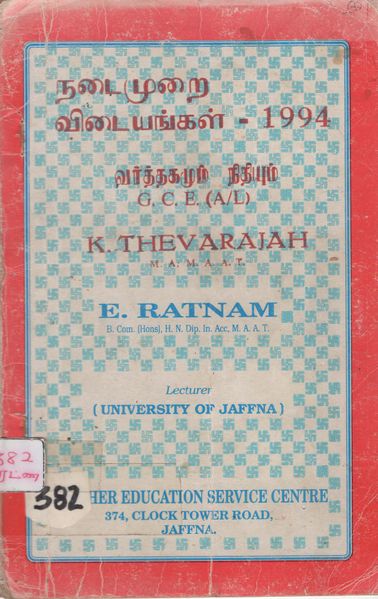 நடைமுறை
விடையங்கள் - 1994
வர்த்தகமும் நிதியும்
G. C. E. (A/L)
K. THEVARAJAH
M. A. M. A. A. T.
E. RATNAM
B. Com. (Hons), H. N. Dip. In. Acc, M. A. A. T.
Lecturer
( UNIVERSITY OF JAFFNA )
382
382
HER EDUCATION SERVICE CENTRE
374, CLOCK TOWER ROAD,
JAFFNA.